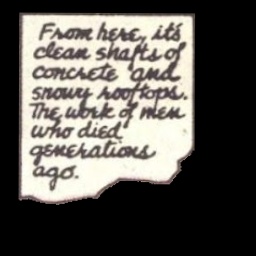 From here, it's
clean shafts of
concrete and
snowy rooftops.
The work of men
who died
generations
ago.